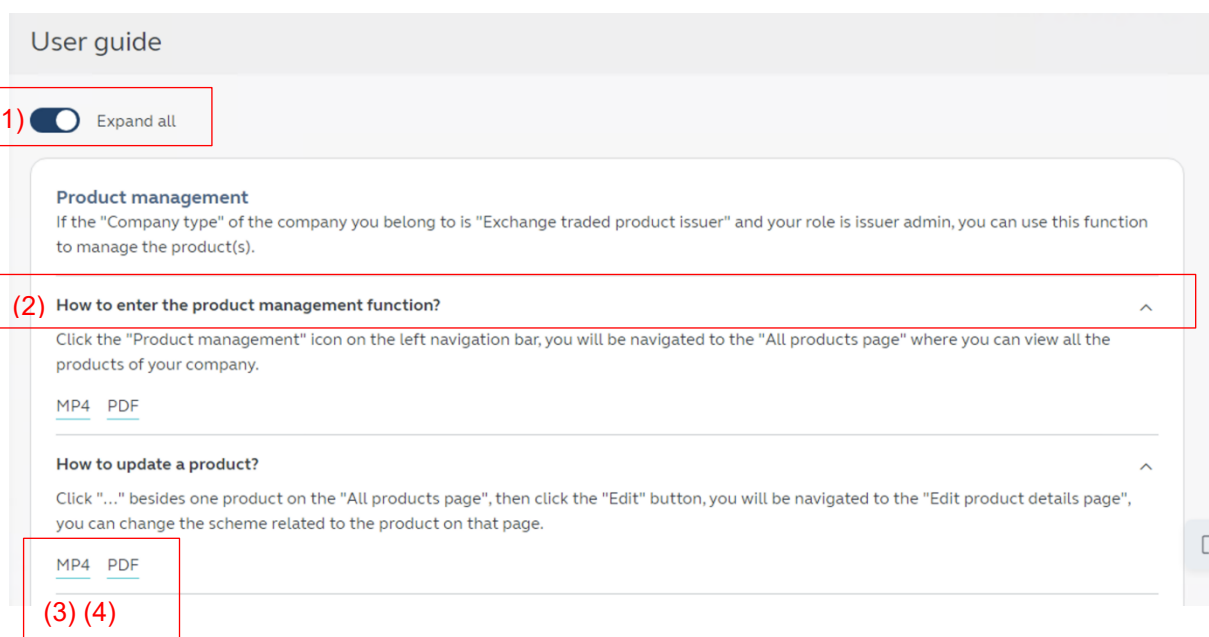 User guide
1) Expand all
Product management
If the "Company type" of the company you belong to is "Exchange traded product issuer" and your role is issuer admin, you can use this function
to manage the product(s).
(2) How to enter the product management function?
Click the "Product management" icon on the left navigation bar, you will be navigated to the "All products page" where you can view all the
products of your company.
MP4 PDF
How to update a product?
Click "..." besides one product on the "All products page", then click the "Edit" button, you will be navigated to the "Edit product details page",
you can change the scheme related to the product on that page.
MP4 PDF
(3) (4)